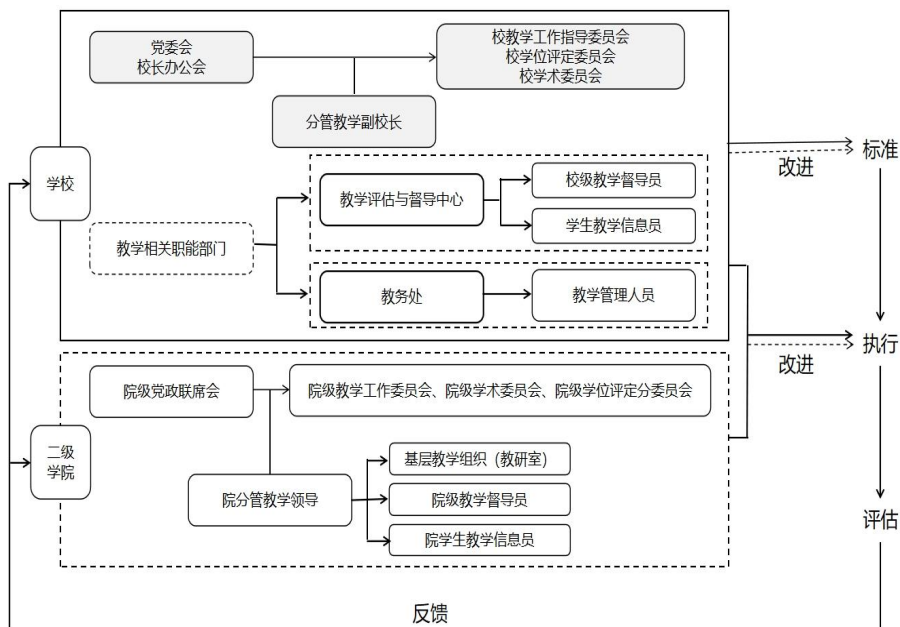 党委会
校长办公会
校教学工作指导委员会
校学位评定委员会
校学术委员会
分管教学副校长
学校
教学相关职能部门
教学评估与督导中心
校级教学督导员
学生教学信息员
教务处
教学管理人员
改进
标准
改进
执行
院级党政联席会
院级教学工作委员会、院级学术委员会、院级学位评定分委员会
二级
学院
院分管教学领导
基层教学组织（教研室）
院级教学督导员
院学生教学信息员
评估
反馈